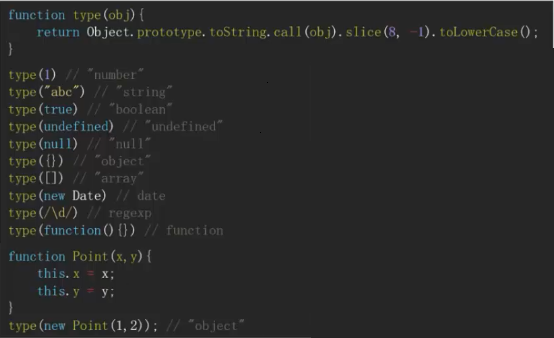 function type(obj){
return Object.prototype.toString.call(obj).slice(8, -1).toLowerCase();
}
type(1) // "number"
type("abc") // "string"
type(true) // "boolean"
type(undefined) // "undefined"
type(null) // "null"
type({}) // "object"
type([]) // "array"
type(new Date) // date
type(/\d/) // regexp
type(function(){}) // function
function Point(x,y){
this.x = x;
this.y = y;
}
type(new Point(1,2)); // "object"